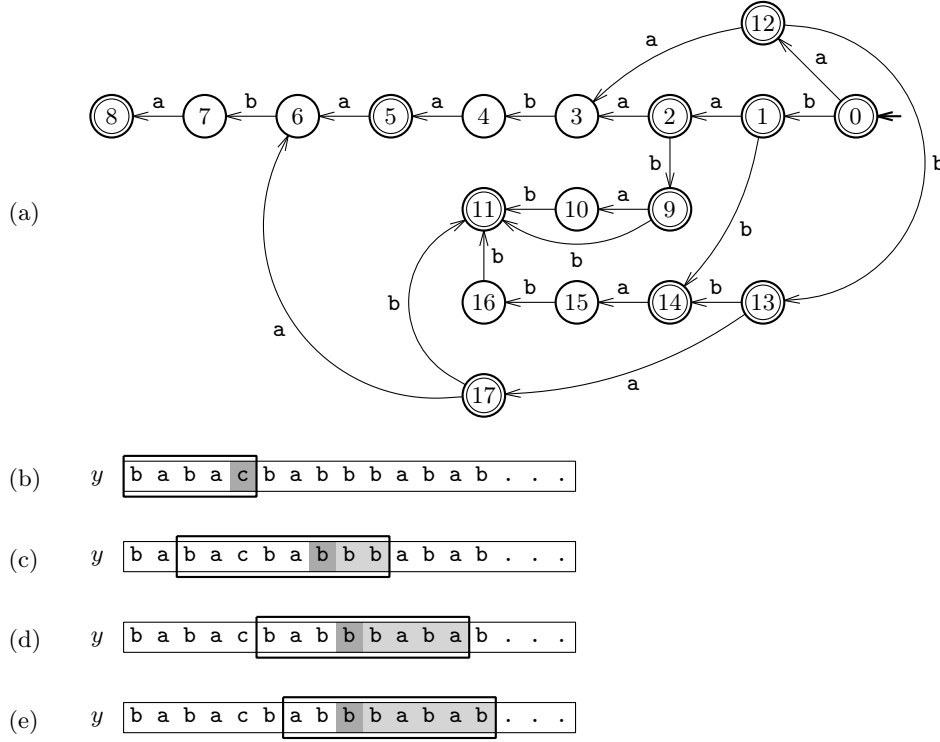 12
a
a
a b a a b a a b
8 7 6 5 4 3 2 1 0
b
b
(a)
b a
11 10 9
b
b
b
b b a b
b
16 15 14 13
a
a
17
(b) y b a b a c b a b b b a b a b . . .
(c) y b a b a c b a b b b a b a b . . .
(d) y b a b a c b a b b b a b a b . . .
(e) y b a b a c b a b b b a b a b . . .